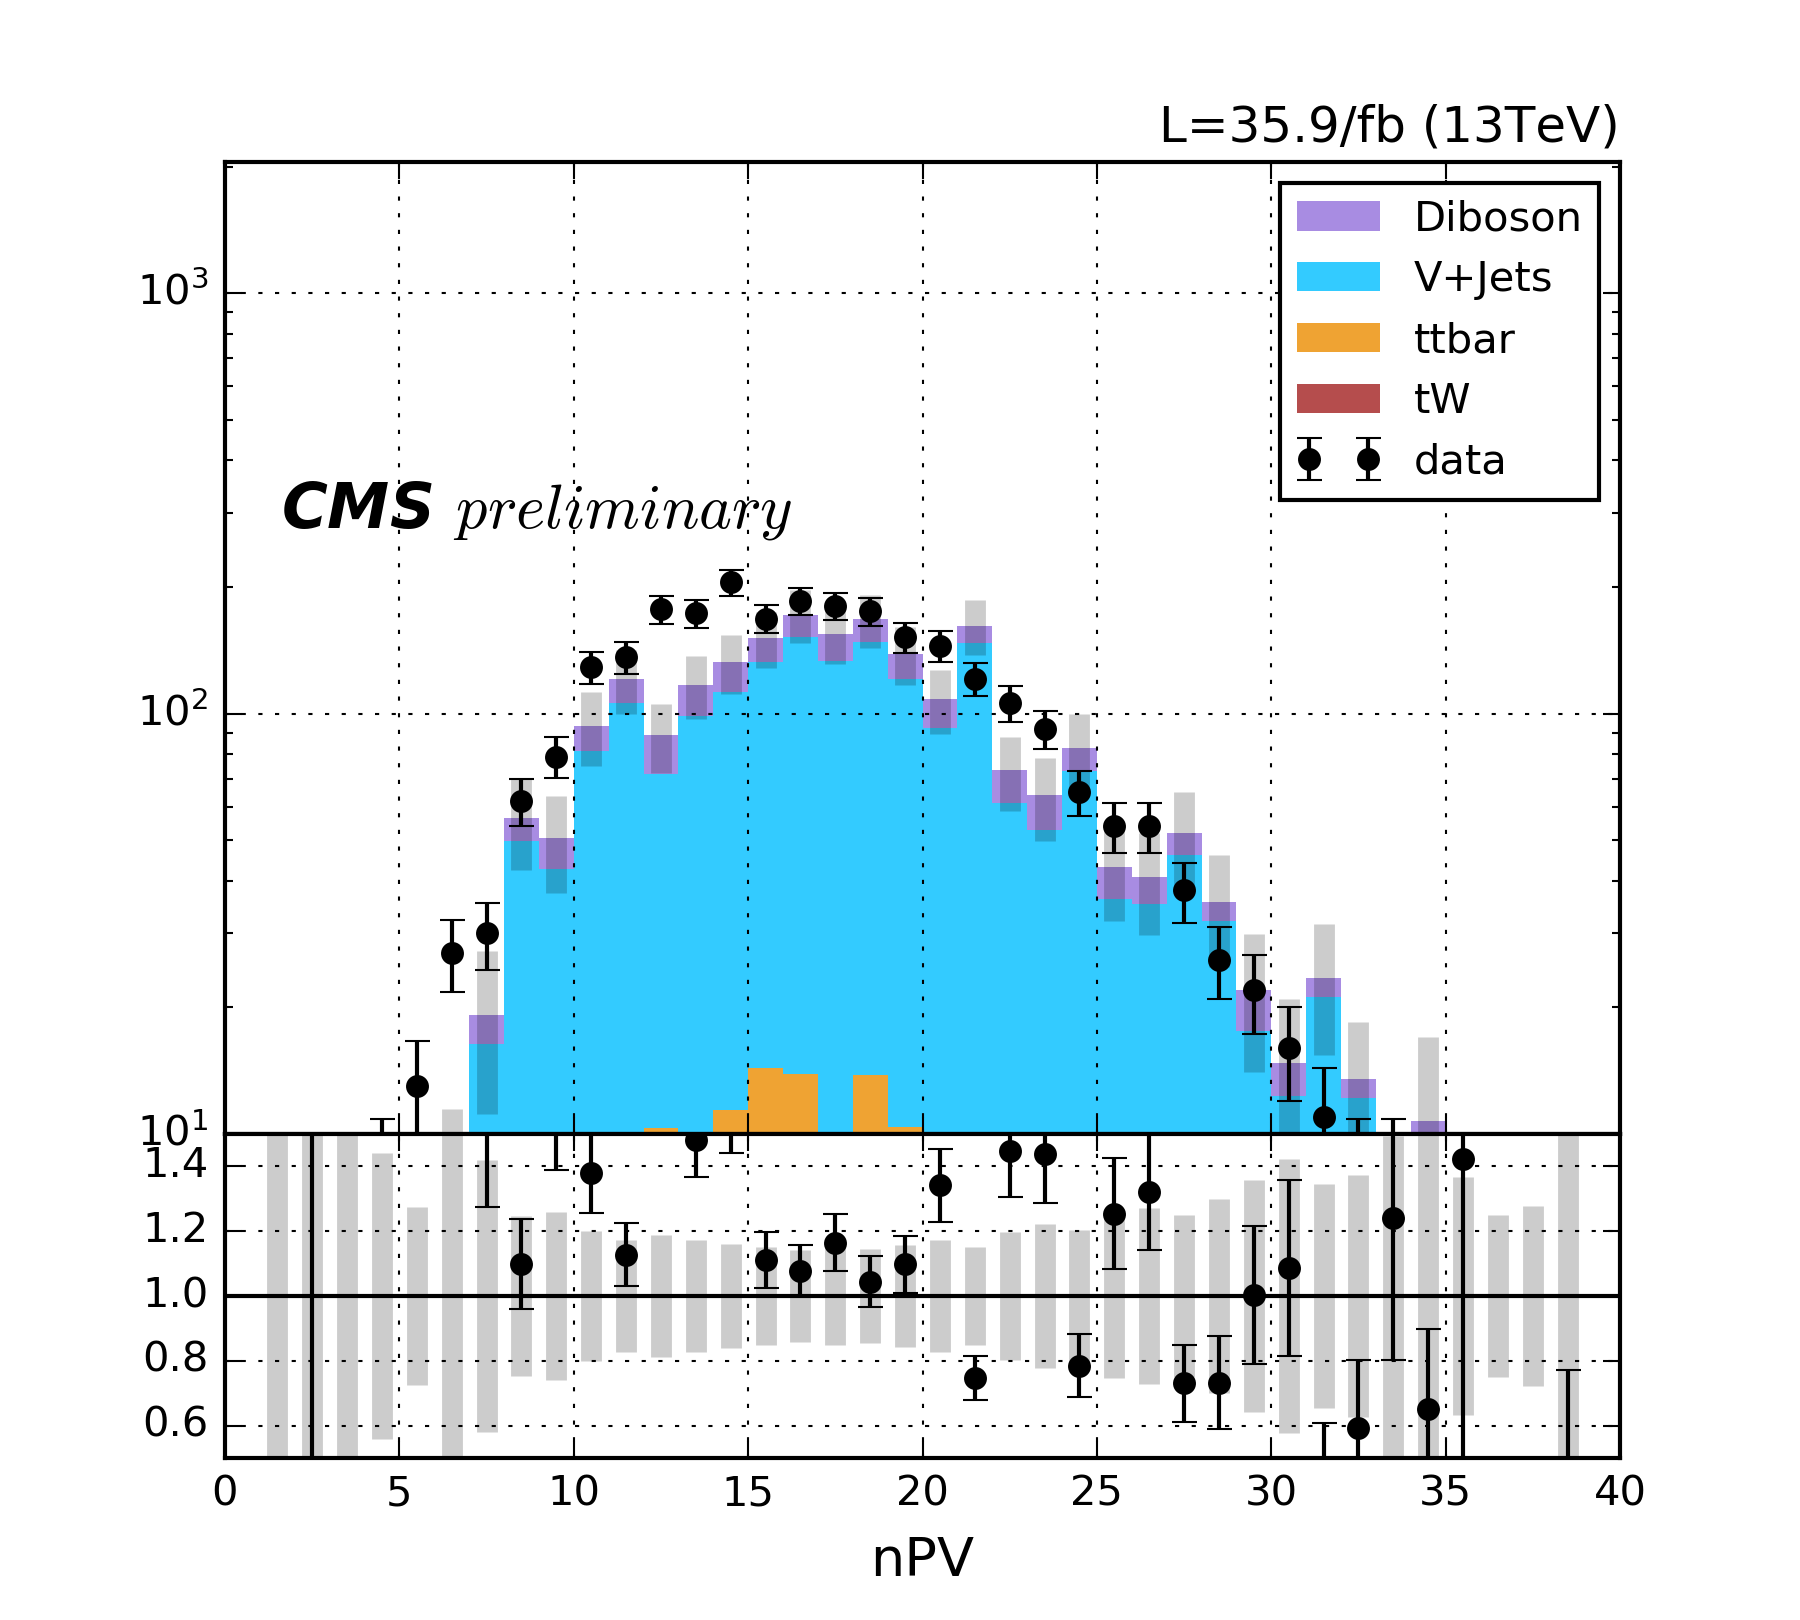 L=35.9/fb (13TeV)
Diboson
V+Jets
ttbar
tW
data
10³
CMS preliminary
10²
10¹
1.4
1.2
1.0
0.8
0.6
0 5 10 15 20 25 30 35 40
nPV